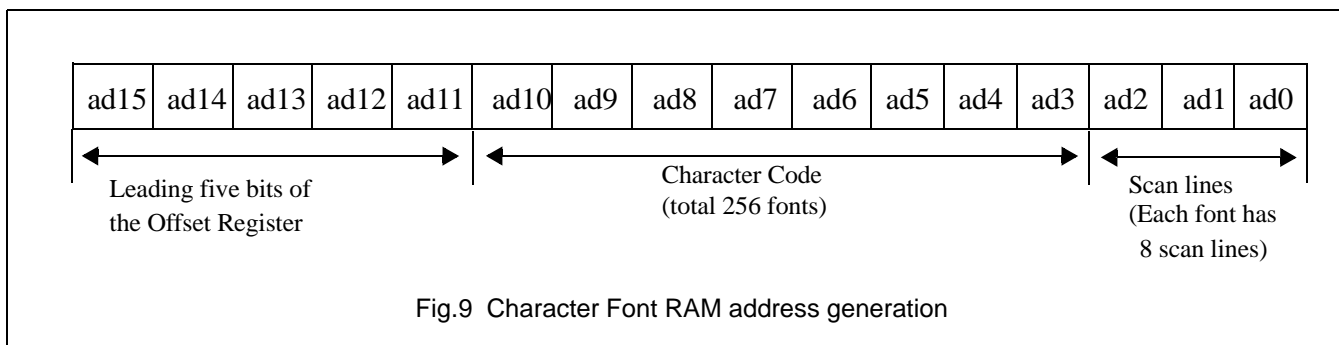 ad15 ad14 ad13 ad12 ad11 ad10 ad9 ad8 ad7 ad6 ad5 ad4 ad3 ad2 ad1 ad0
Leading five bits of
the Offset Register
Character Code
(total 256 fonts)
Scan lines
(Each font has
8 scan lines)
Fig.9 Character Font RAM address generation